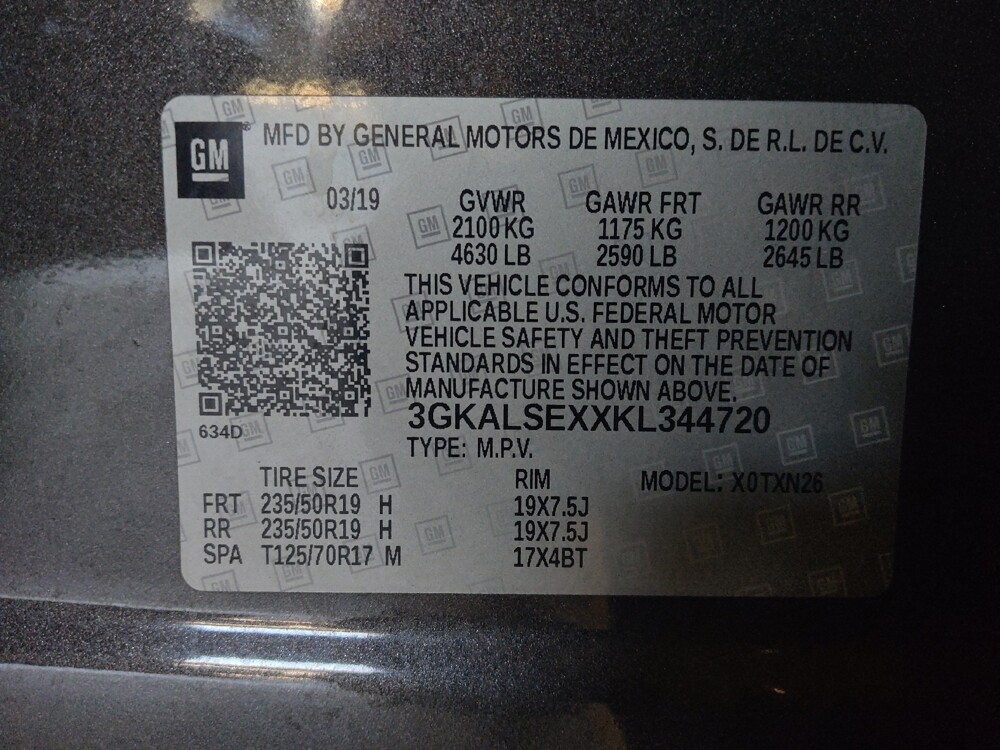 GM MFD BY GENERAL MOTORS DE MEXICO, S. DE R.L. DE C.V.
03/19 GVWR GAWR FRT GAWR RR
2100 KG 1175 KG 1200 KG
4630 LB 2590 LB 2645 LB
THIS VEHICLE CONFORMS TO ALL
APPLICABLE U.S. FEDERAL MOTOR
VEHICLE SAFETY AND THEFT PREVENTION
STANDARDS IN EFFECT ON THE DATE OF
MANUFACTURE SHOWN ABOVE.
3GKALSEXXKL344720
634D
TYPE: M.P.V.
TIRE SIZE RIM MODEL: X0TXN26
FRT 235/50R19 H 19X7.5J
RR 235/50R19 H 19X7.5J
SPA T125/70R17 M 17X4BT